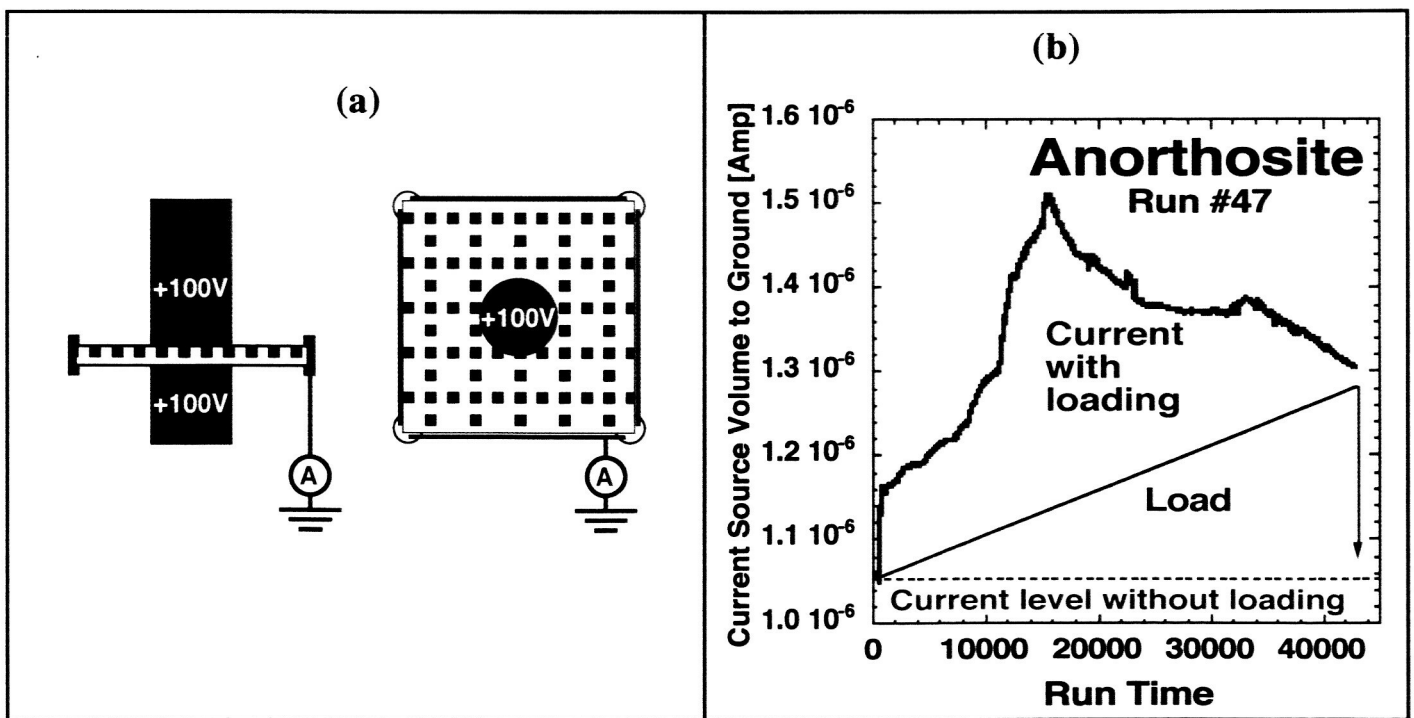 (a)
+100V
+100V
A
+100V
A
(b)
Current Source Volume to Ground [Amp]
1.6 10⁻⁶
1.5 10⁻⁶
1.4 10⁻⁶
1.3 10⁻⁶
1.2 10⁻⁶
1.1 10⁻⁶
1.0 10⁻⁶
Anorthosite
Run #47
Current
with
loading
Load
Current level without loading
0 10000 20000 30000 40000
Run Time